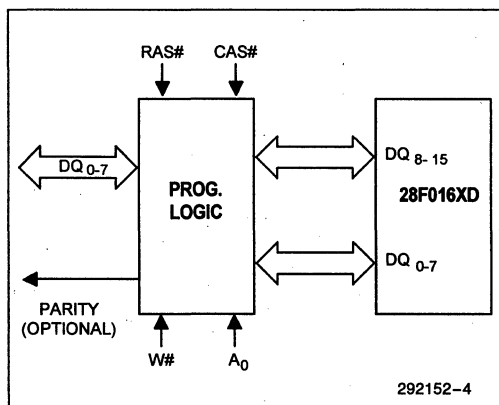 RAS# CAS#
DQ 0-7
PROG.
LOGIC
DQ 8-15
28F016XD
DQ 0-7
PARITY
(OPTIONAL)
W# A0
292152-4